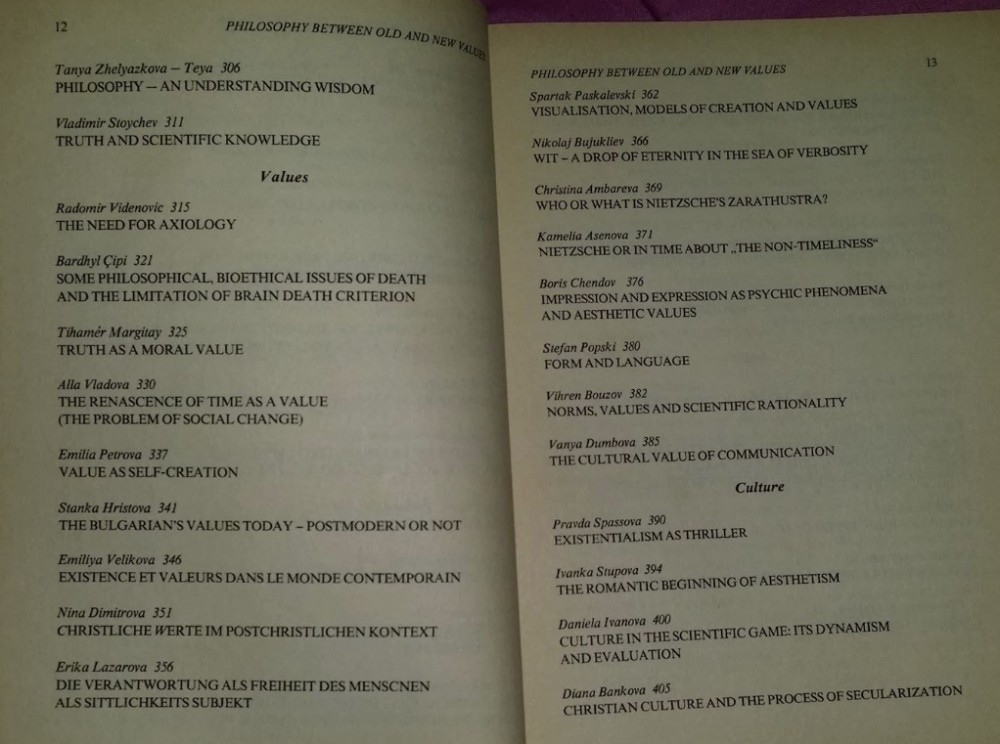 12
PHILOSOPHY BETWEEN OLD AND NEW VALUES
Tanya Zhelyazkova – Teya 306
PHILOSOPHY – AN UNDERSTANDING WISDOM
Vladimir Stoychev 311
TRUTH AND SCIENTIFIC KNOWLEDGE
Values
Radomir Videnovic 315
THE NEED FOR AXIOLOGY
Bardhyl Çipi 321
SOME PHILOSOPHICAL, BIOETHICAL ISSUES OF DEATH
AND THE LIMITATION OF BRAIN DEATH CRITERION
Tihamér Margitay 325
TRUTH AS A MORAL VALUE
Alla Vladova 330
THE RENASCENCE OF TIME AS A VALUE
(THE PROBLEM OF SOCIAL CHANGE)
Emilia Petrova 337
VALUE AS SELF-CREATION
Stanka Hristova 341
THE BULGARIAN'S VALUES TODAY – POSTMODERN OR NOT
Emiliya Velikova 346
EXISTENCE ET VALEURS DANS LE MONDE CONTEMPORAIN
Nina Dimitrova 351
CHRISTLICHE WERTE IM POSTCHRISTLICHEN KONTEXT
Erika Lazarova 356
DIE VERANTWORTUNG ALS FREIHEIT DES MENSCNEN
ALS SITTLICHKEITS SUBJEKT
PHILOSOPHY BETWEEN OLD AND NEW VALUES
13
Spartak Paskalevski 362
VISUALISATION, MODELS OF CREATION AND VALUES
Nikolaj Bujukliev 366
WIT – A DROP OF ETERNITY IN THE SEA OF VERBOSITY
Christina Ambareva 369
WHO OR WHAT IS NIETZSCHE'S ZARATHUSTRA?
Kamelia Asenova 371
NIETZSCHE OR IN TIME ABOUT „THE NON-TIMELINESS“
Boris Chendov 376
IMPRESSION AND EXPRESSION AS PSYCHIC PHENOMENA
AND AESTHETIC VALUES
Stefan Popski 380
FORM AND LANGUAGE
Vihren Bouzov 382
NORMS, VALUES AND SCIENTIFIC RATIONALITY
Vanya Dumbova 385
THE CULTURAL VALUE OF COMMUNICATION
Culture
Pravda Spassova 390
EXISTENTIALISM AS THRILLER
Ivanka Stupova 394
THE ROMANTIC BEGINNING OF AESTHETISM
Daniela Ivanova 400
CULTURE IN THE SCIENTIFIC GAME: ITS DYNAMISM
AND EVALUATION
Diana Bankova 405
CHRISTIAN CULTURE AND THE PROCESS OF SECULARIZATION